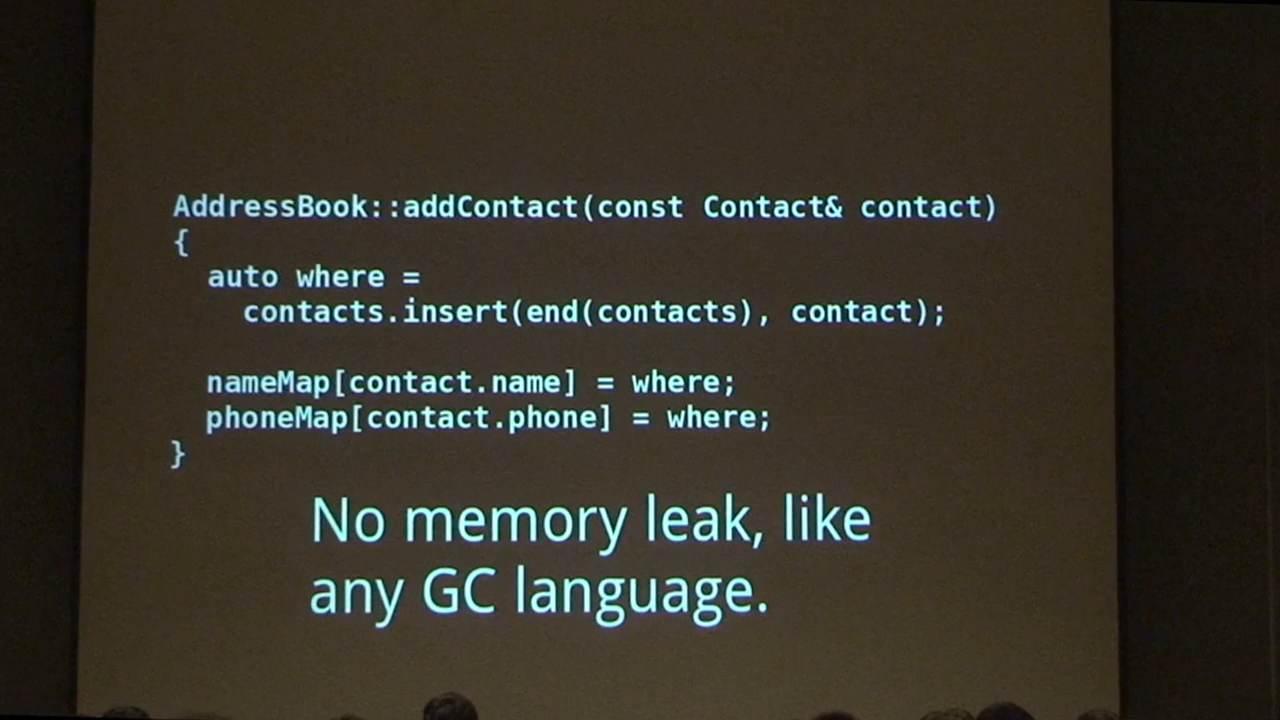 AddressBook::addContact(const Contact& contact)
{
auto where =
contacts.insert(end(contacts), contact);
nameMap[contact.name] = where;
phoneMap[contact.phone] = where;
}
No memory leak, like
any GC language.